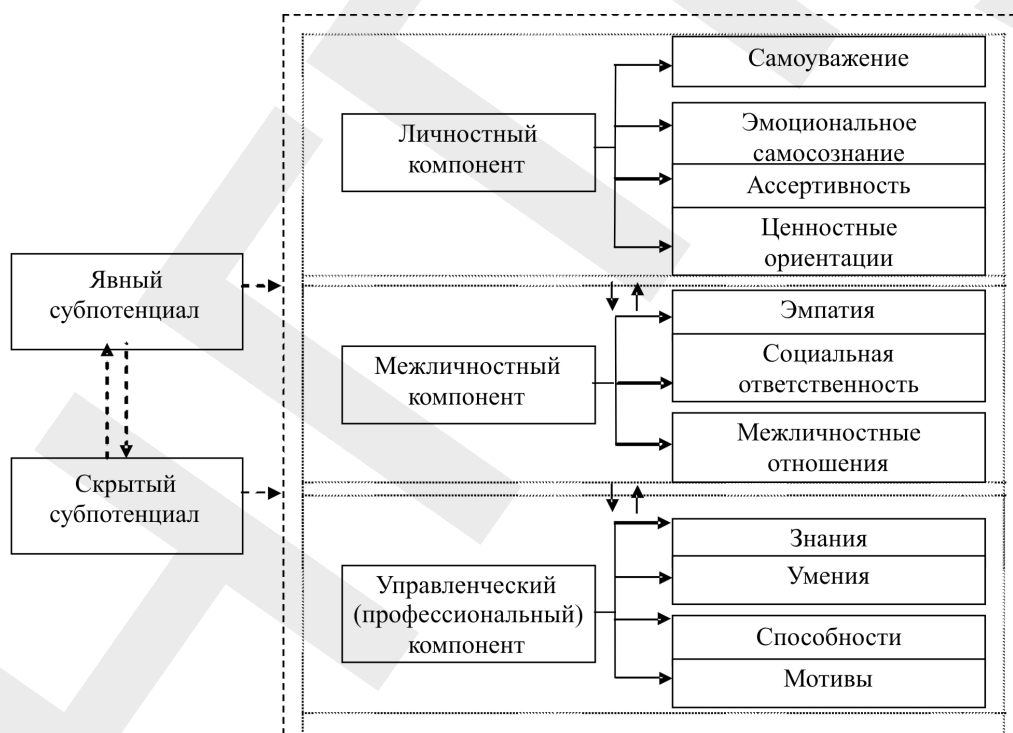 Самоуважение
Личностный
компонент
Эмоциональное
самосознание
Ассертивность
Ценностные
ориентации
Явный
субпотенциал
Эмпатия
Межличностный
компонент
Социальная
ответственность
Межличностные
отношения
Скрытый
субпотенциал
Знания
Управленческий
(профессиональный)
компонент
Умения
Способности
Мотивы